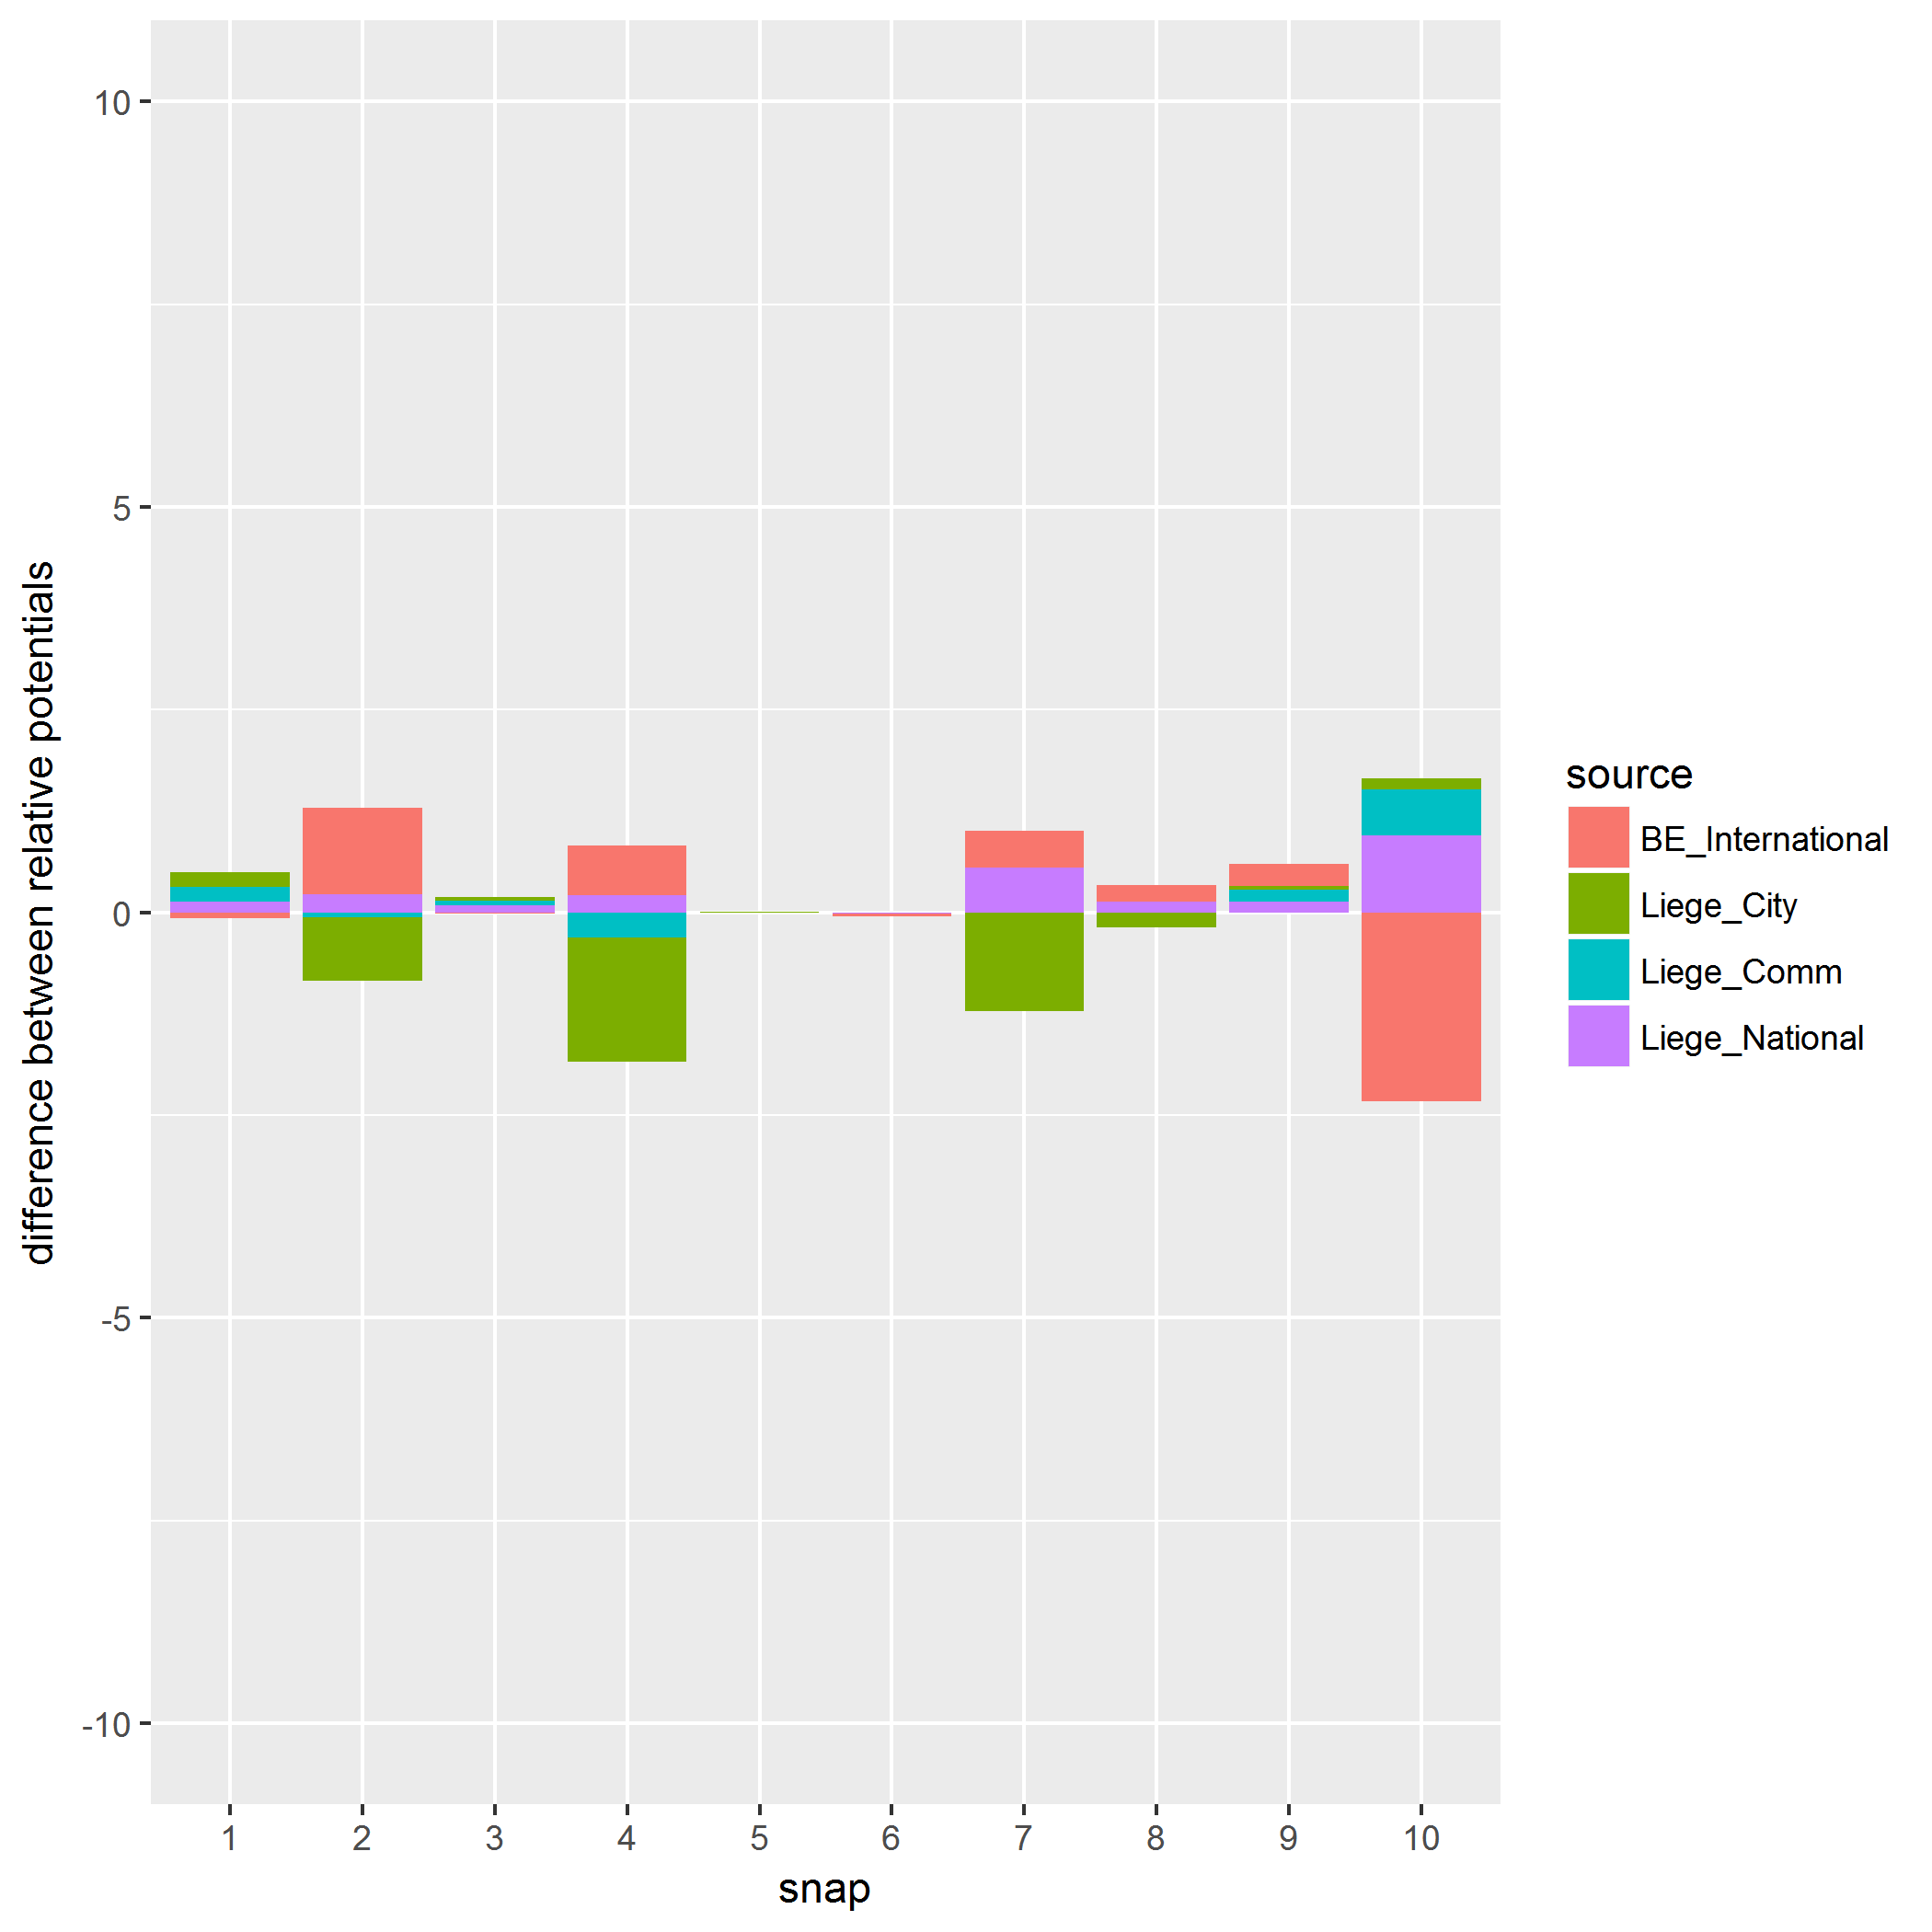 difference between relative potentials
10
5
0
-5
-10
1 2 3 4 5 6 7 8 9 10
snap
source
BE_International
Liege_City
Liege_Comm
Liege_National